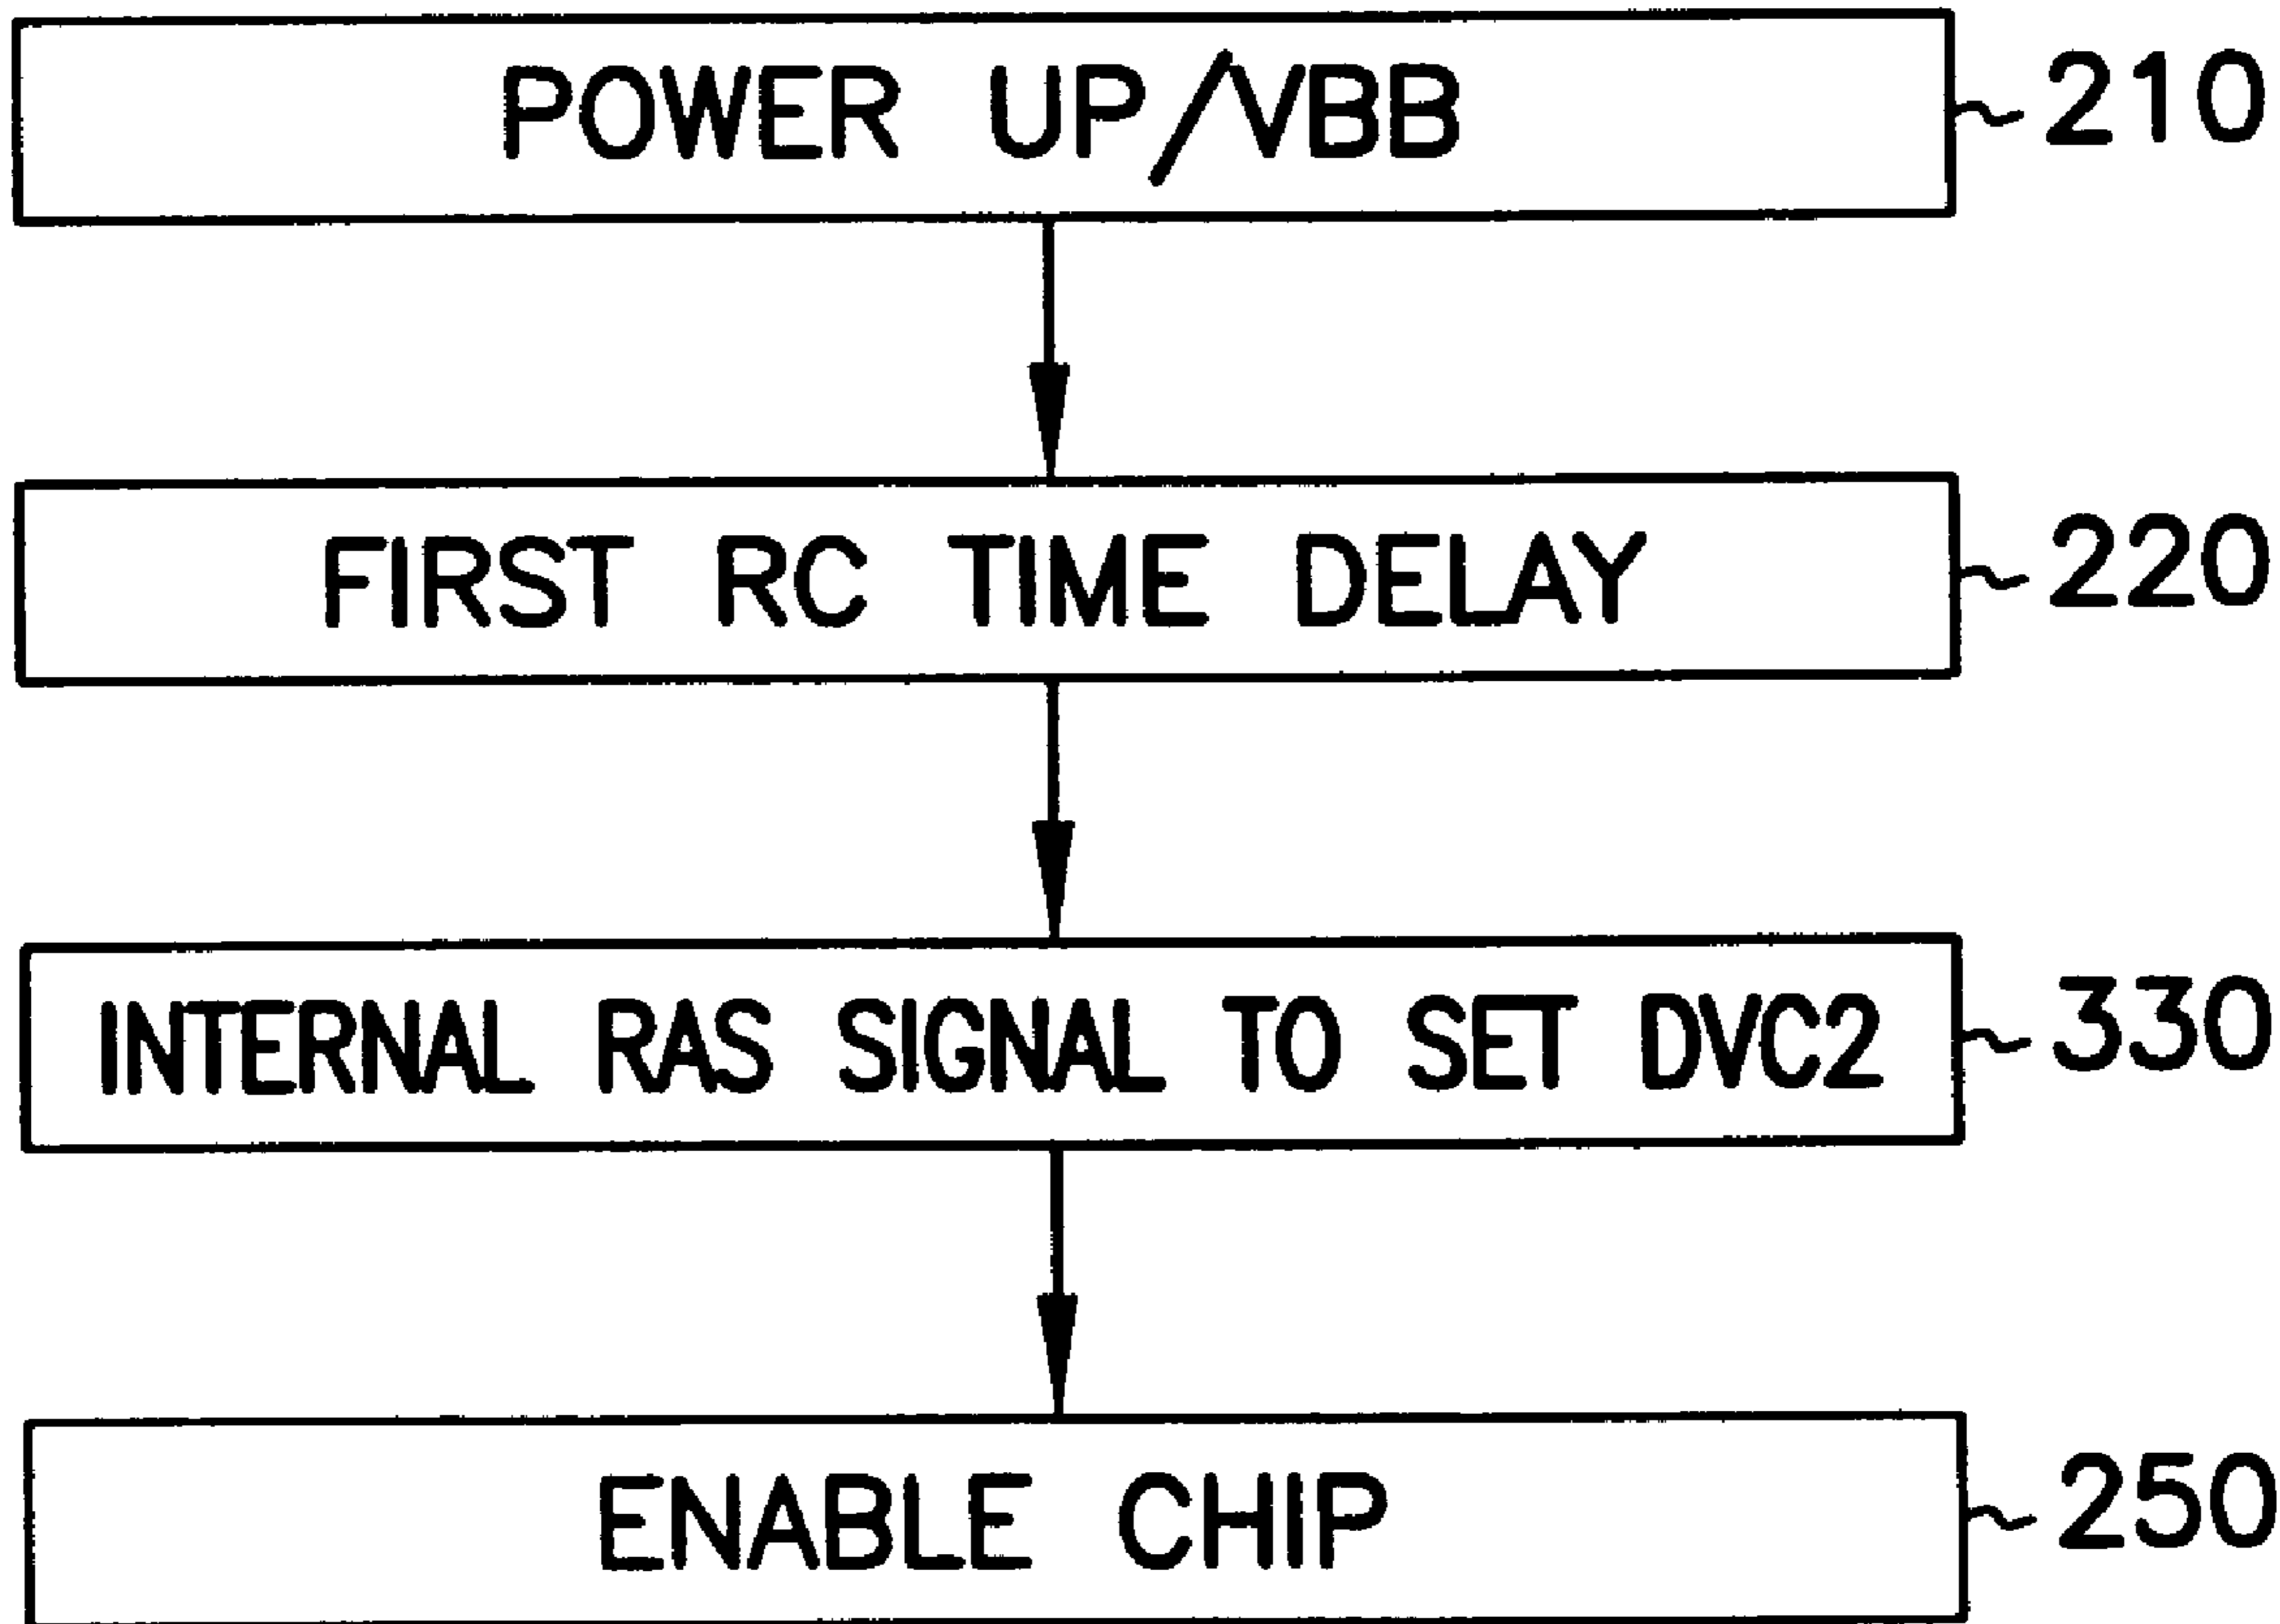 POWER UP/VBB 210
FIRST RC TIME DELAY 220
INTERNAL RAS SIGNAL TO SET DVC2 330
ENABLE CHIP 250